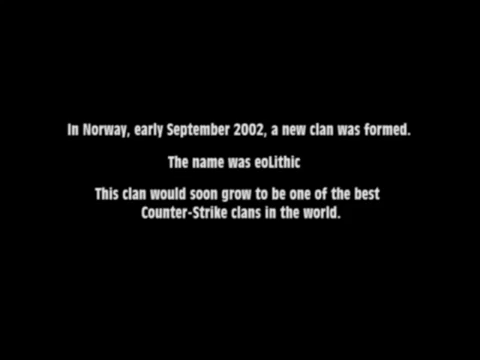 In Norway, early September 2002, a new clan was formed.
The name was eoLithic
This clan would soon grow to be one of the best
Counter-Strike clans in the world.